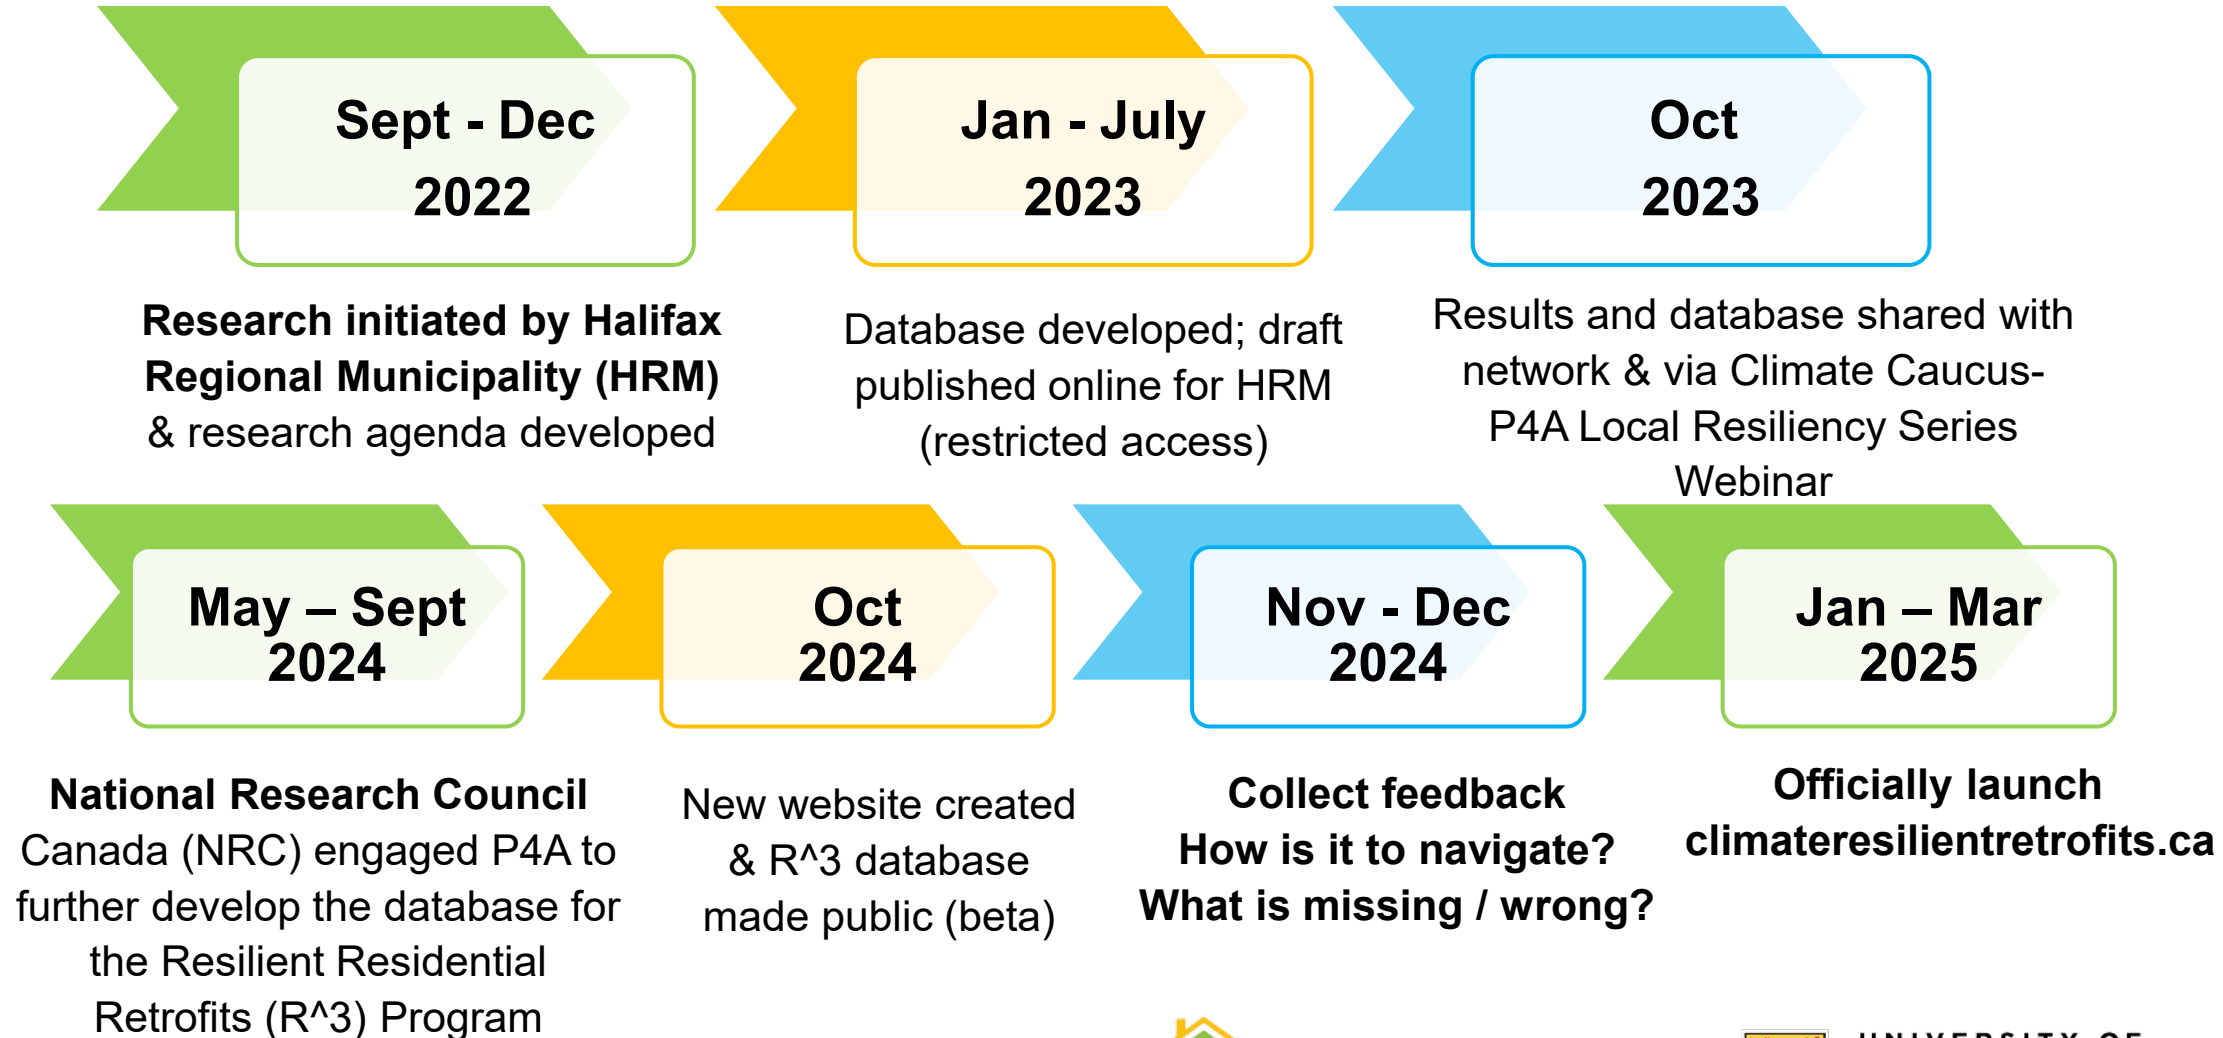 Sept - Dec
2022
Jan - July
2023
Oct
2023
Research initiated by Halifax
Regional Municipality (HRM)
& research agenda developed
Database developed; draft
published online for HRM
(restricted access)
Results and database shared with
network & via Climate Caucus-
P4A Local Resiliency Series
Webinar
May – Sept
2024
Oct
2024
Nov - Dec
2024
Jan – Mar
2025
National Research Council
Canada (NRC) engaged P4A to
further develop the database for
the Resilient Residential
Retrofits (R^3) Program
New website created
& R^3 database
made public (beta)
Collect feedback
How is it to navigate?
What is missing / wrong?
Officially launch
climateresilientretrofits.ca
UNIVERSITY OF